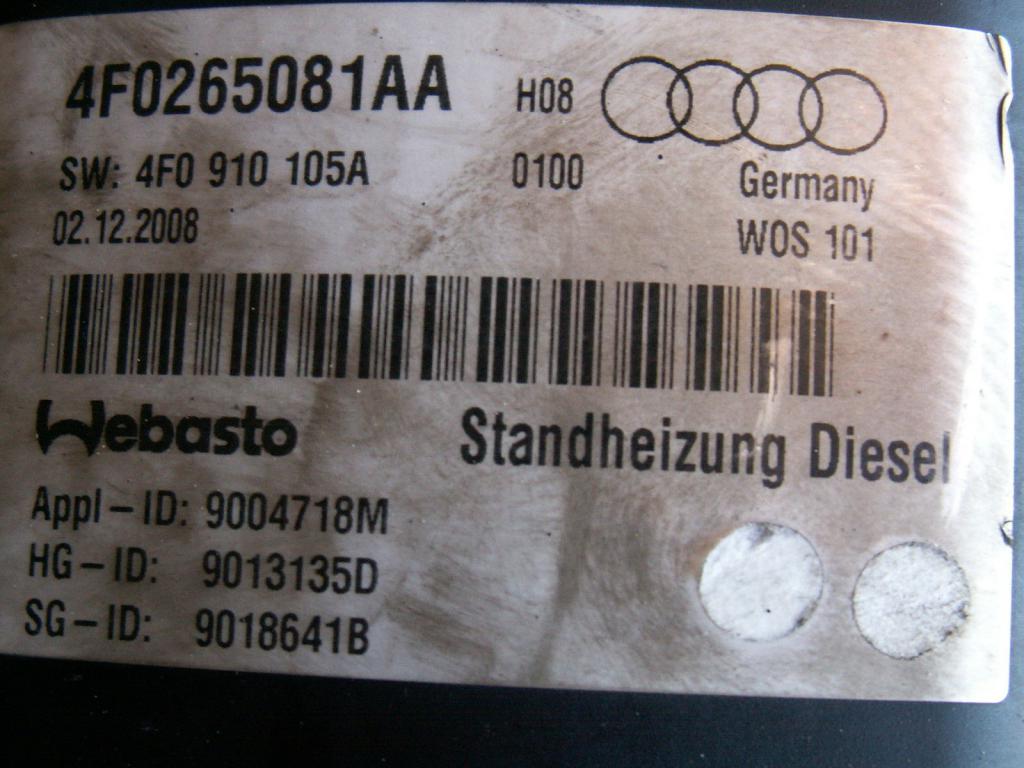 4F0265081AA H08
SW: 4F0 910 105A 0100 Germany
02.12.2008 WOS 101
Webasto Standheizung Diesel
Appl-ID: 9004718M
HG-ID: 9013135D
SG-ID: 9018641B